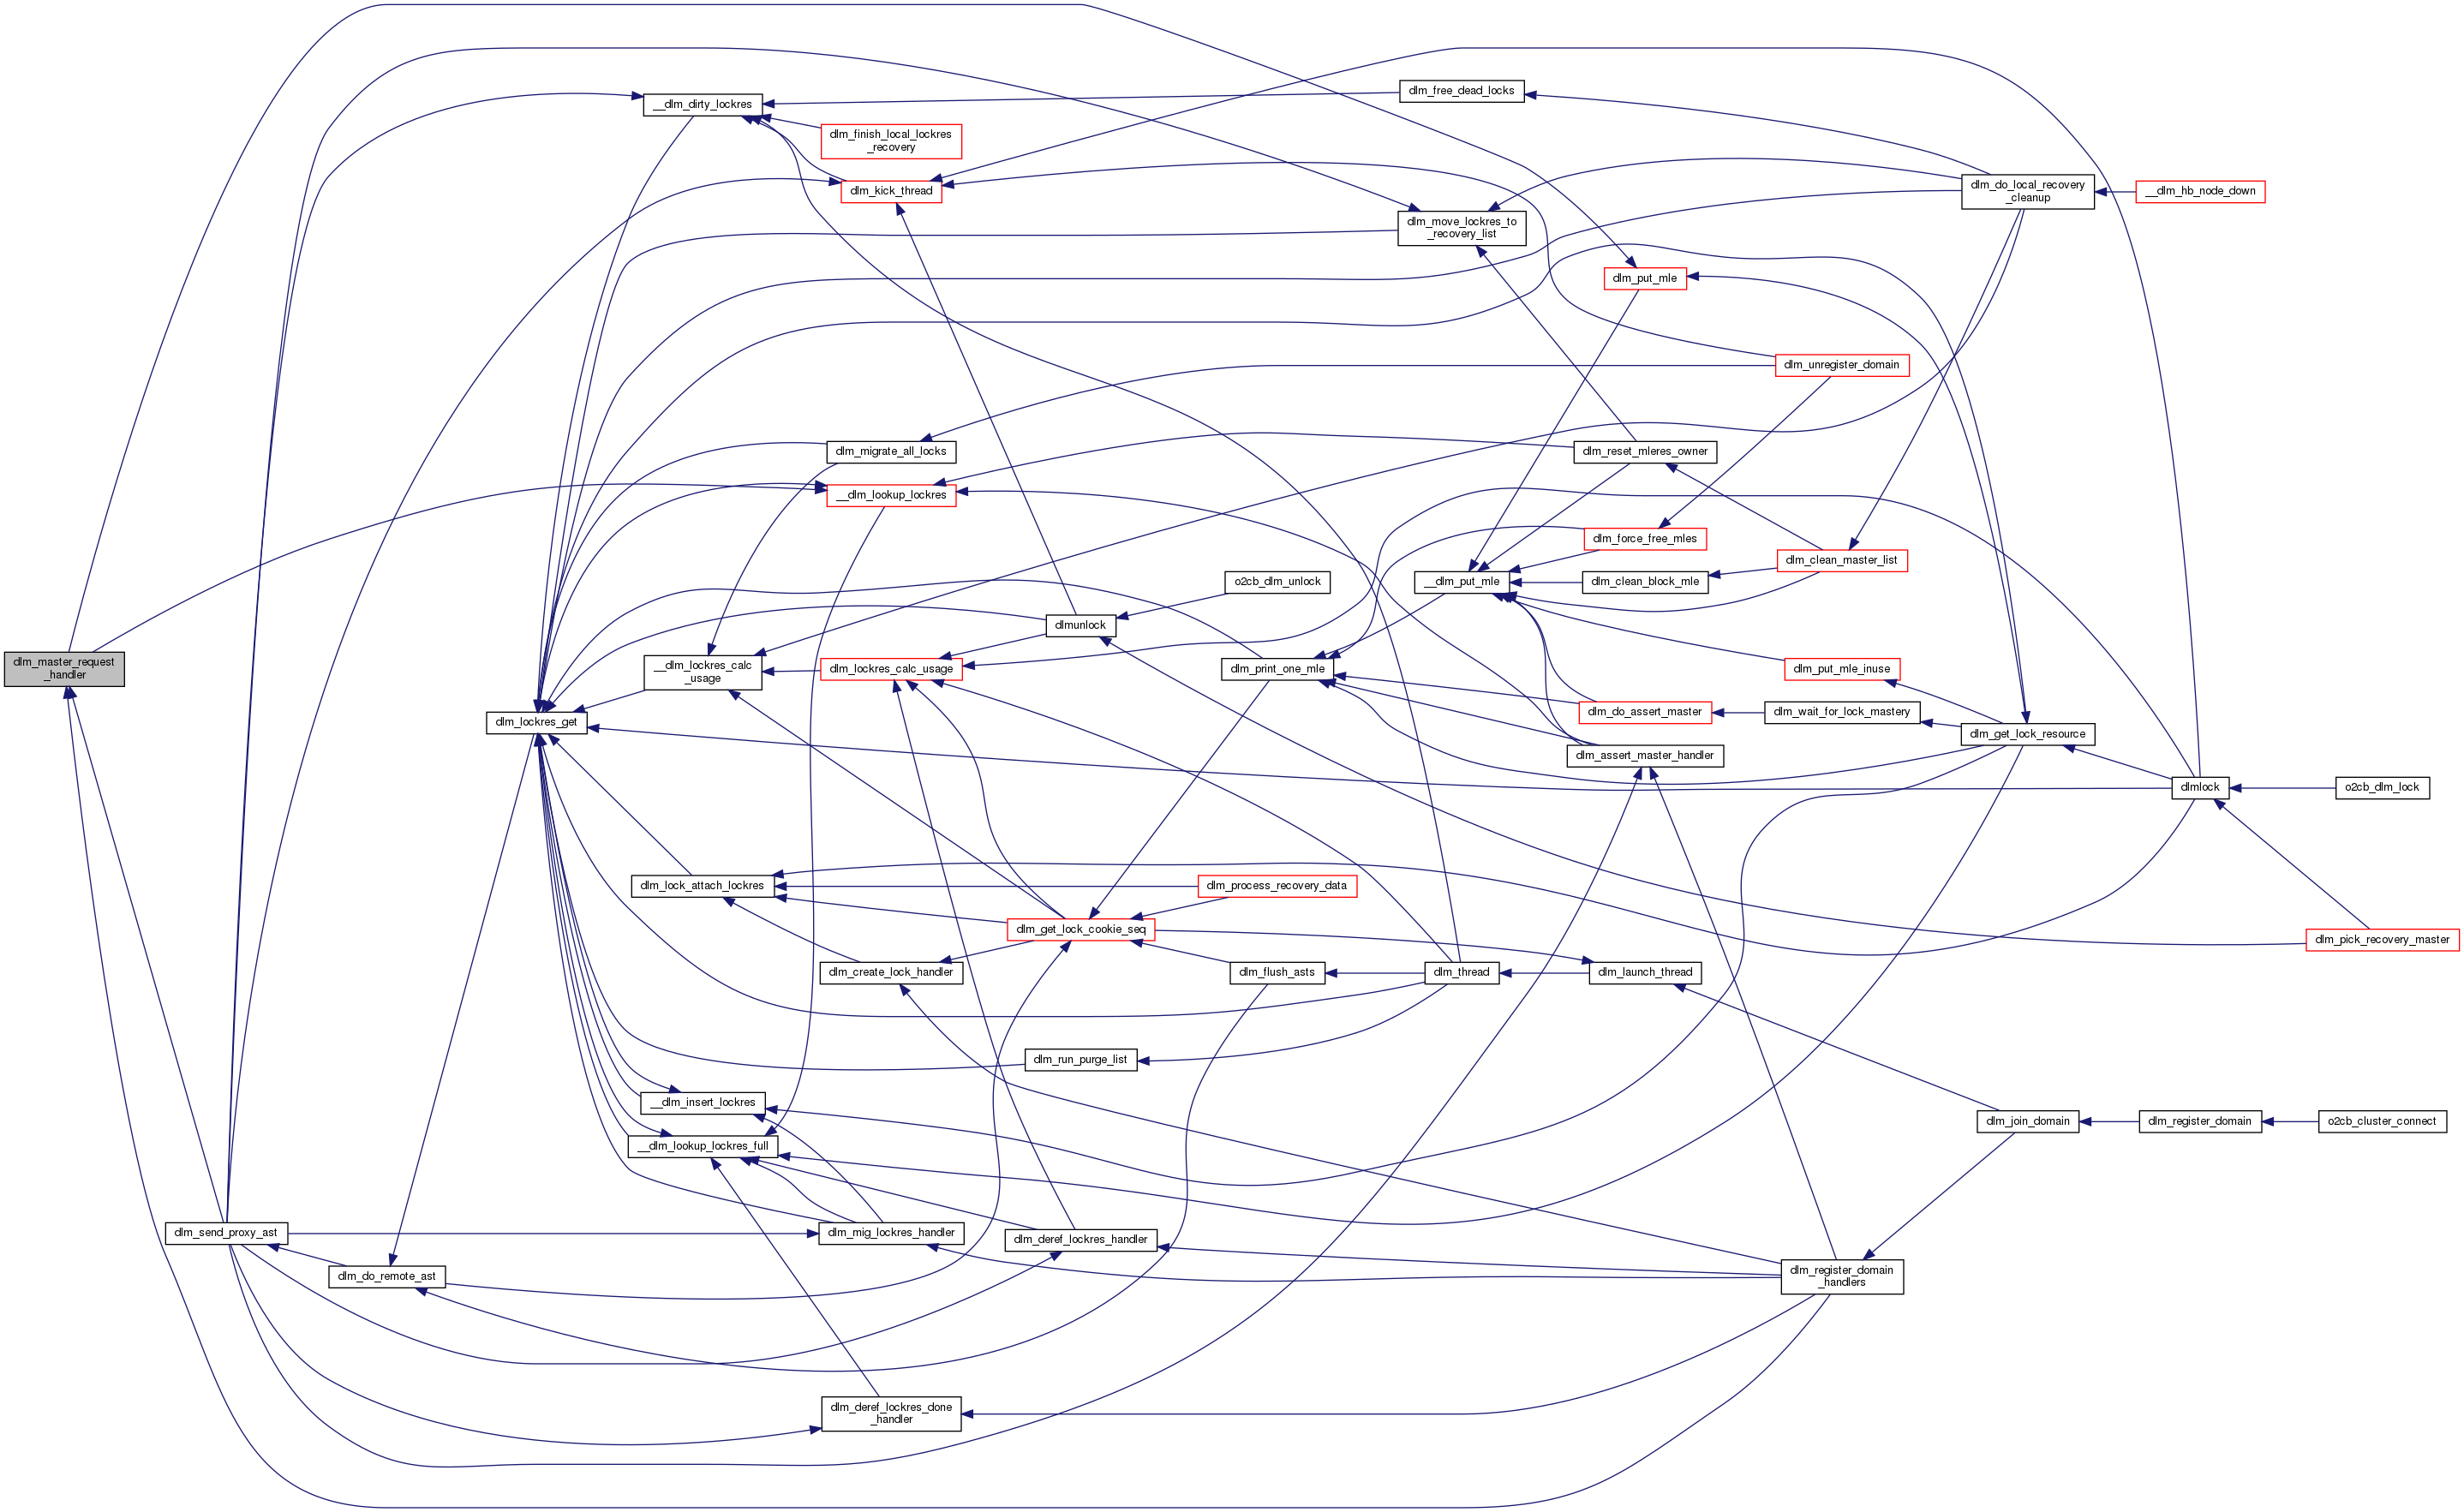 dlm_master_request
_handler
dlm_send_proxy_ast
dlm_do_remote_ast
dlm_lockres_get
__dlm_dirty_lockres
dlm_free_dead_locks
dlm_finish_local_lockres
_recovery
dlm_kick_thread
dlm_move_lockres_to
_recovery_list
dlm_do_local_recovery
_cleanup
__dlm_hb_node_down
dlm_put_mle
dlm_unregister_domain
dlm_migrate_all_locks
__dlm_lookup_lockres
dlm_reset_mleres_owner
dlm_force_free_mles
dlm_clean_master_list
__dlm_put_mle
dlm_clean_block_mle
o2cb_dlm_unlock
dlmunlock
__dlm_lockres_calc
_usage
dlm_lockres_calc_usage
dlm_print_one_mle
dlm_put_mle_inuse
dlm_do_assert_master
dlm_wait_for_lock_mastery
dlm_get_lock_resource
dlm_assert_master_handler
dlmlock
o2cb_dlm_lock
dlm_lock_attach_lockres
dlm_process_recovery_data
dlm_get_lock_cookie_seq
dlm_pick_recovery_master
dlm_create_lock_handler
dlm_flush_asts
dlm_thread
dlm_launch_thread
dlm_run_purge_list
__dlm_insert_lockres
__dlm_lookup_lockres_full
dlm_join_domain
dlm_register_domain
o2cb_cluster_connect
dlm_mig_lockres_handler
dlm_deref_lockres_handler
dlm_register_domain
_handlers
dlm_deref_lockres_done
_handler